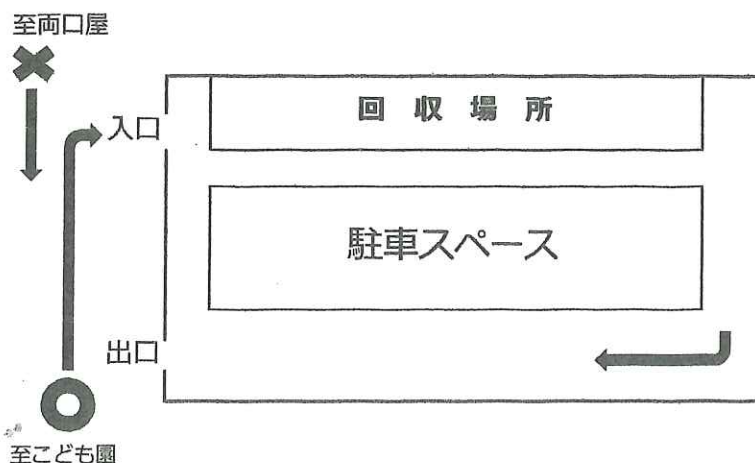 至両口屋
回収場所
入口
駐車スペース
出口
至こども園